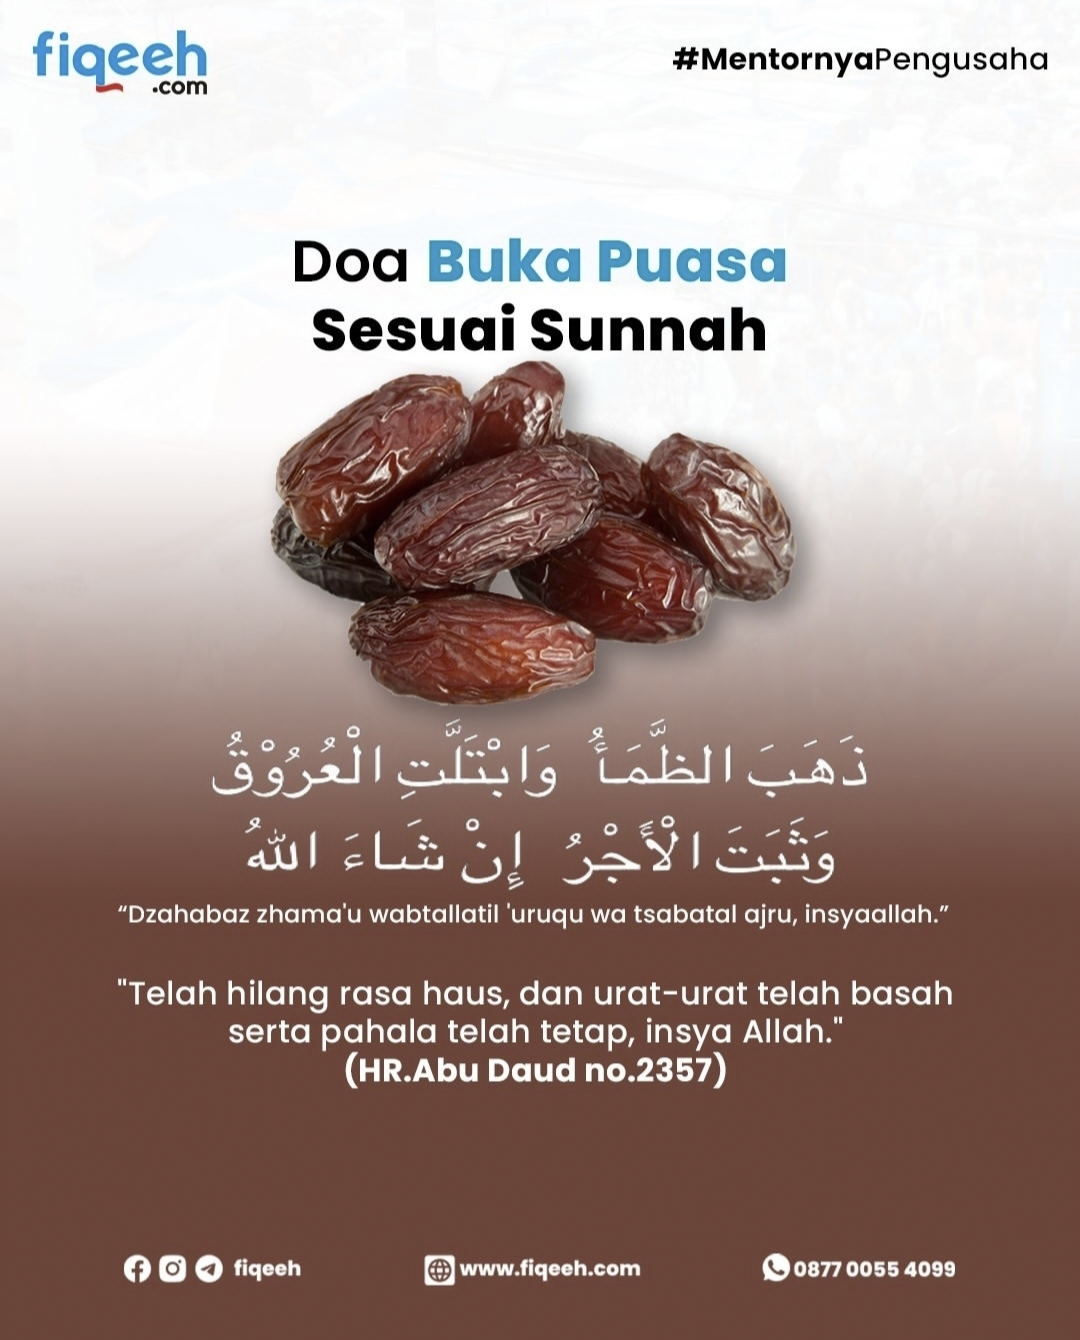 fiqeeh
.com
#MentornyaPengusaha
Doa Buka Puasa
Sesuai Sunnah
ذَهَبَ الظَّمَأُ وَابْتَلَّتِ الْعُرُوْقُ
وَثَبَتَ الْأَجْرُ إِنْ شَاءَ اللهُ
“Dzahabaz zhama'u wabtallatil 'uruqu wa tsabatal ajru, insyaallah.”
"Telah hilang rasa haus, dan urat-urat telah basah
serta pahala telah tetap, insya Allah."
(HR.Abu Daud no.2357)
fiqeeh
www.fiqeeh.com
0877 0055 4099